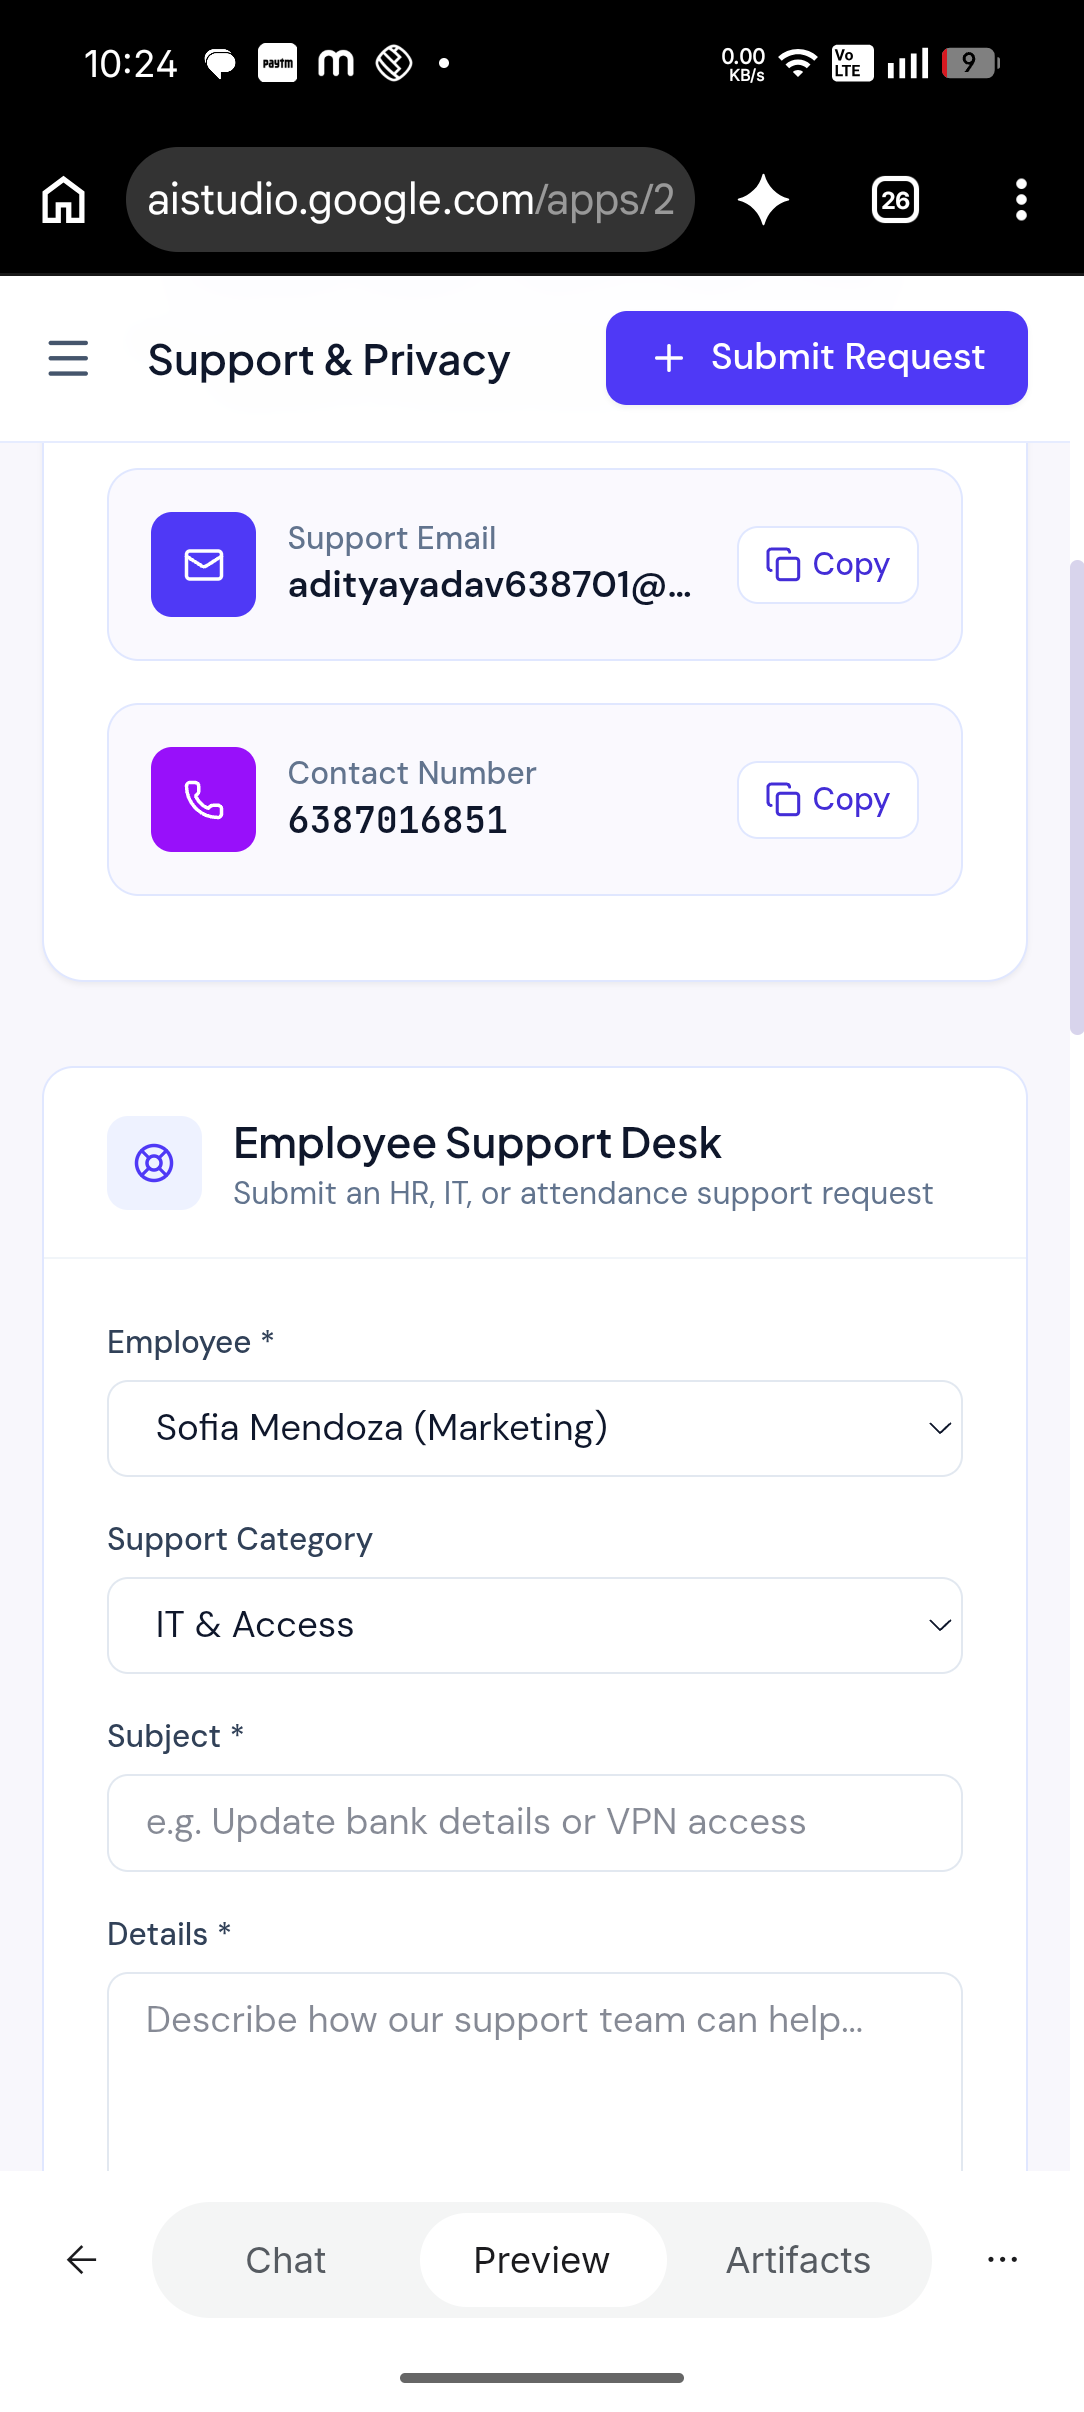 10:24
paytm
m
0.00
KB/s
Vo
LTE
9
aistudio.google.com/apps/2
26
Support & Privacy
+ Submit Request
Support Email
adityayadav638701@...
Copy
Contact Number
6387016851
Copy
Employee Support Desk
Submit an HR, IT, or attendance support request
Employee *
Sofia Mendoza (Marketing)
Support Category
IT & Access
Subject *
e.g. Update bank details or VPN access
Details *
Describe how our support team can help...
Chat
Preview
Artifacts